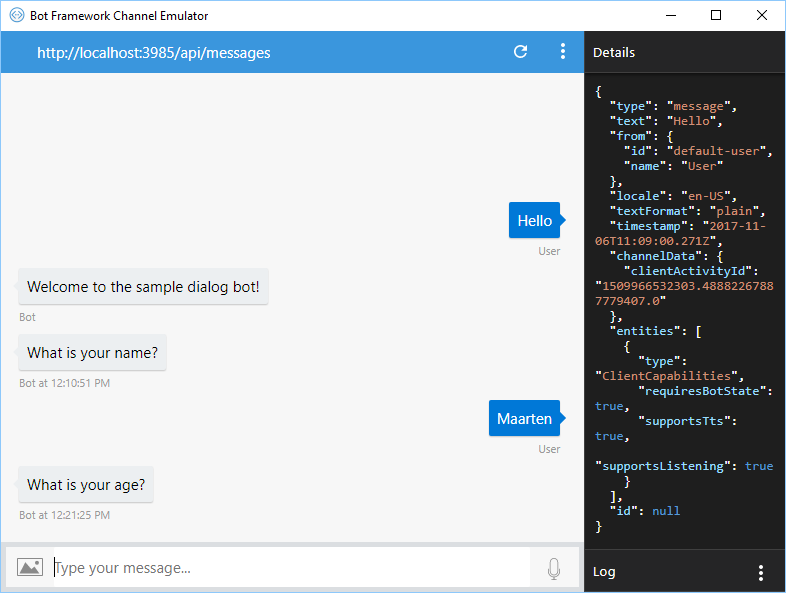 Bot Framework Channel Emulator
http://localhost:3985/api/messages
Hello
User
Welcome to the sample dialog bot!
Bot
What is your name?
Bot at 12:10:51 PM
Maarten
User
What is your age?
Bot at 12:21:25 PM
Type your message...
Details
{
"type": "message",
"text": "Hello",
"from": {
"id": "default-user",
"name": "User"
},
"locale": "en-US",
"textFormat": "plain",
"timestamp": "2017-11-
06T11:09:00.271Z",
"channelData": {
"clientActivityId":
"1509966532303.4888226788
7779407.0"
},
"entities": [
{
"type":
"ClientCapabilities",
"requiresBotState":
true,
"supportsTts":
true,
"supportsListening": true
}
],
"id": null
}
Log